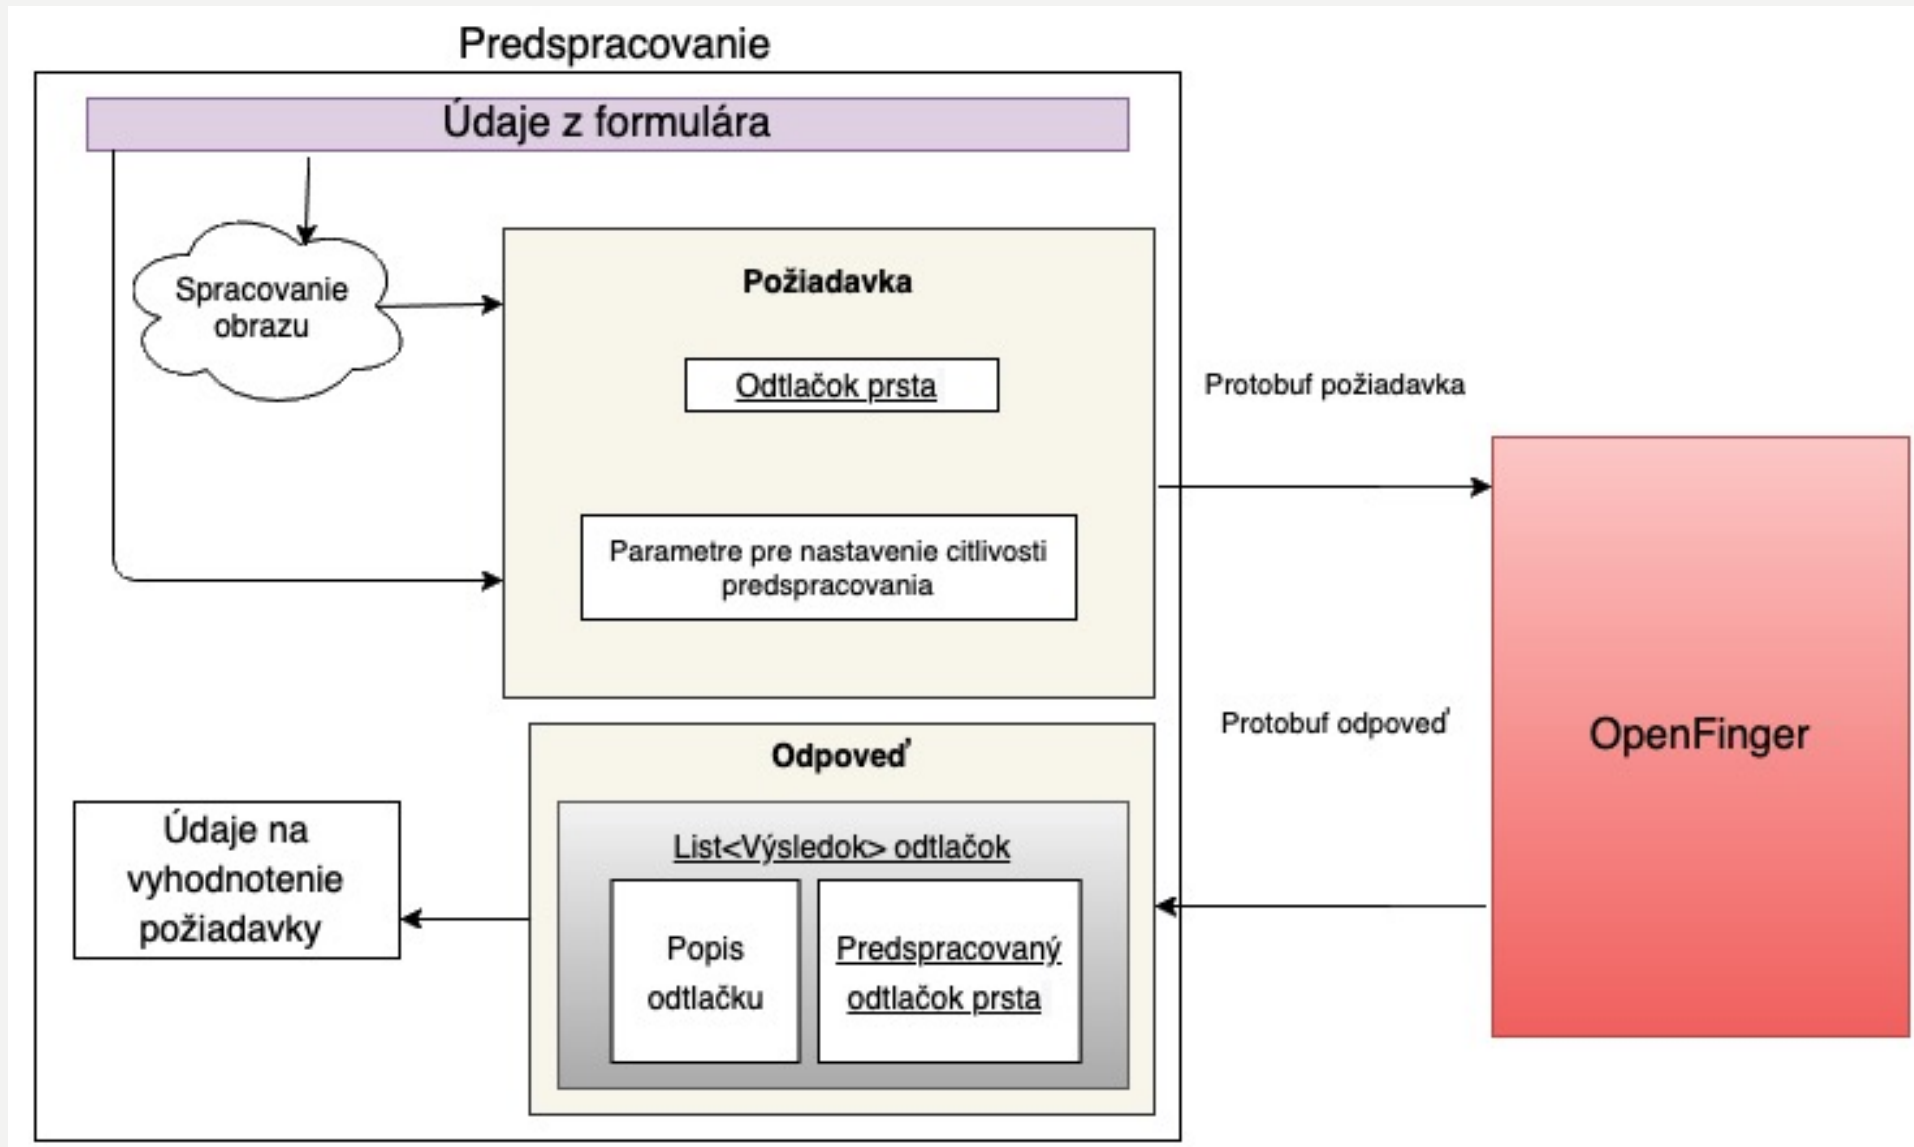 Predspracovanie
Údaje z formulára
Spracovanie
obrazu
Požiadavka
Odtlačok prsta
Parametre pre nastavenie citlivosti
predspracovania
Protobuf požiadavka
Protobuf odpoveď
OpenFinger
Odpoveď
List<Výsledok> odtlačok
Popis
odtlačku
Predspracovaný
odtlačok prsta
Údaje na
vyhodnotenie
požiadavky